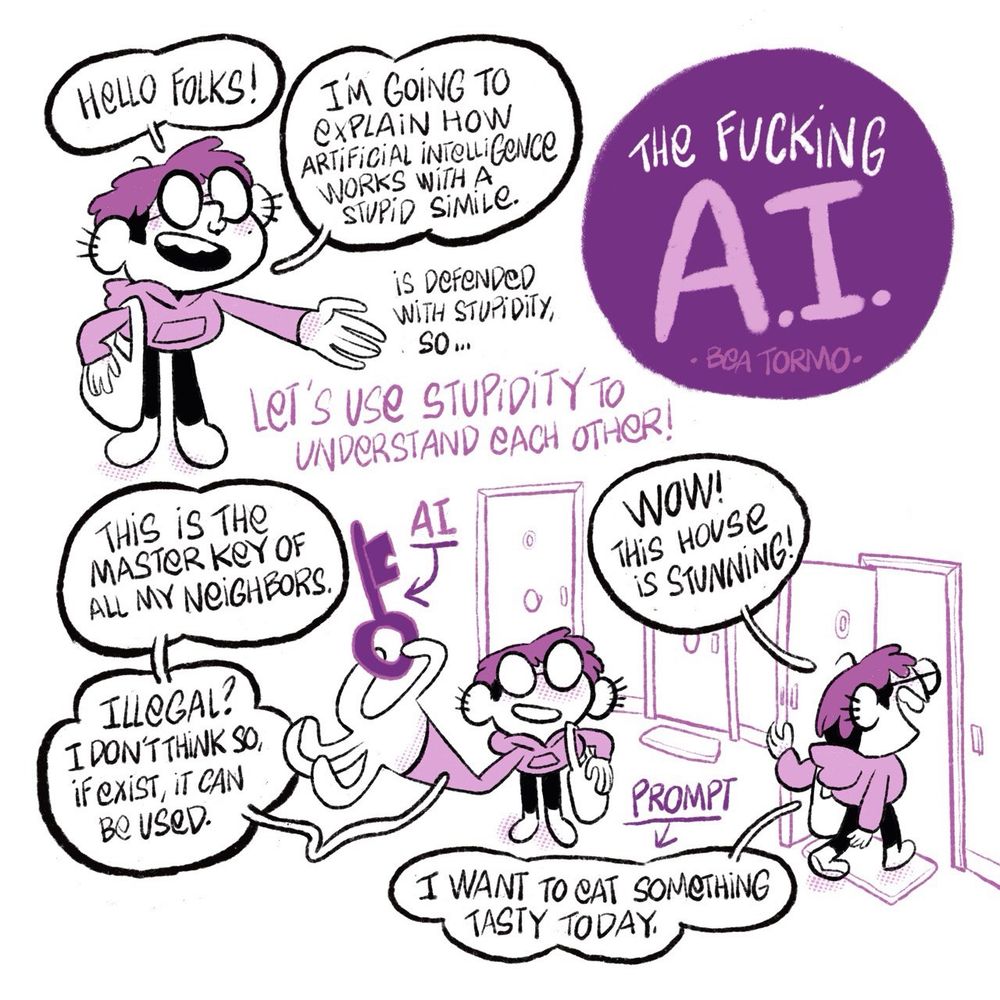 HELLO FOLKS!
I'M GOING TO
EXPLAIN HOW
ARTIFICIAL INTELLIGENCE
WORKS WITH A
STUPID SIMILE.
THE FUCKING
A.I.
· BEA TORMO ·
IS DEFENDED
WITH STUPIDITY,
SO...
LET'S USE STUPIDITY TO
UNDERSTAND EACH OTHER!
THIS IS THE
MASTER KEY OF
ALL MY NEIGHBORS.
AI
ILLEGAL?
I DON'T THINK SO,
IF EXIST, IT CAN
BE USED.
WOW!
THIS HOUSE
IS STUNNING!
PROMPT
I WANT TO EAT SOMETHING
TASTY TODAY.